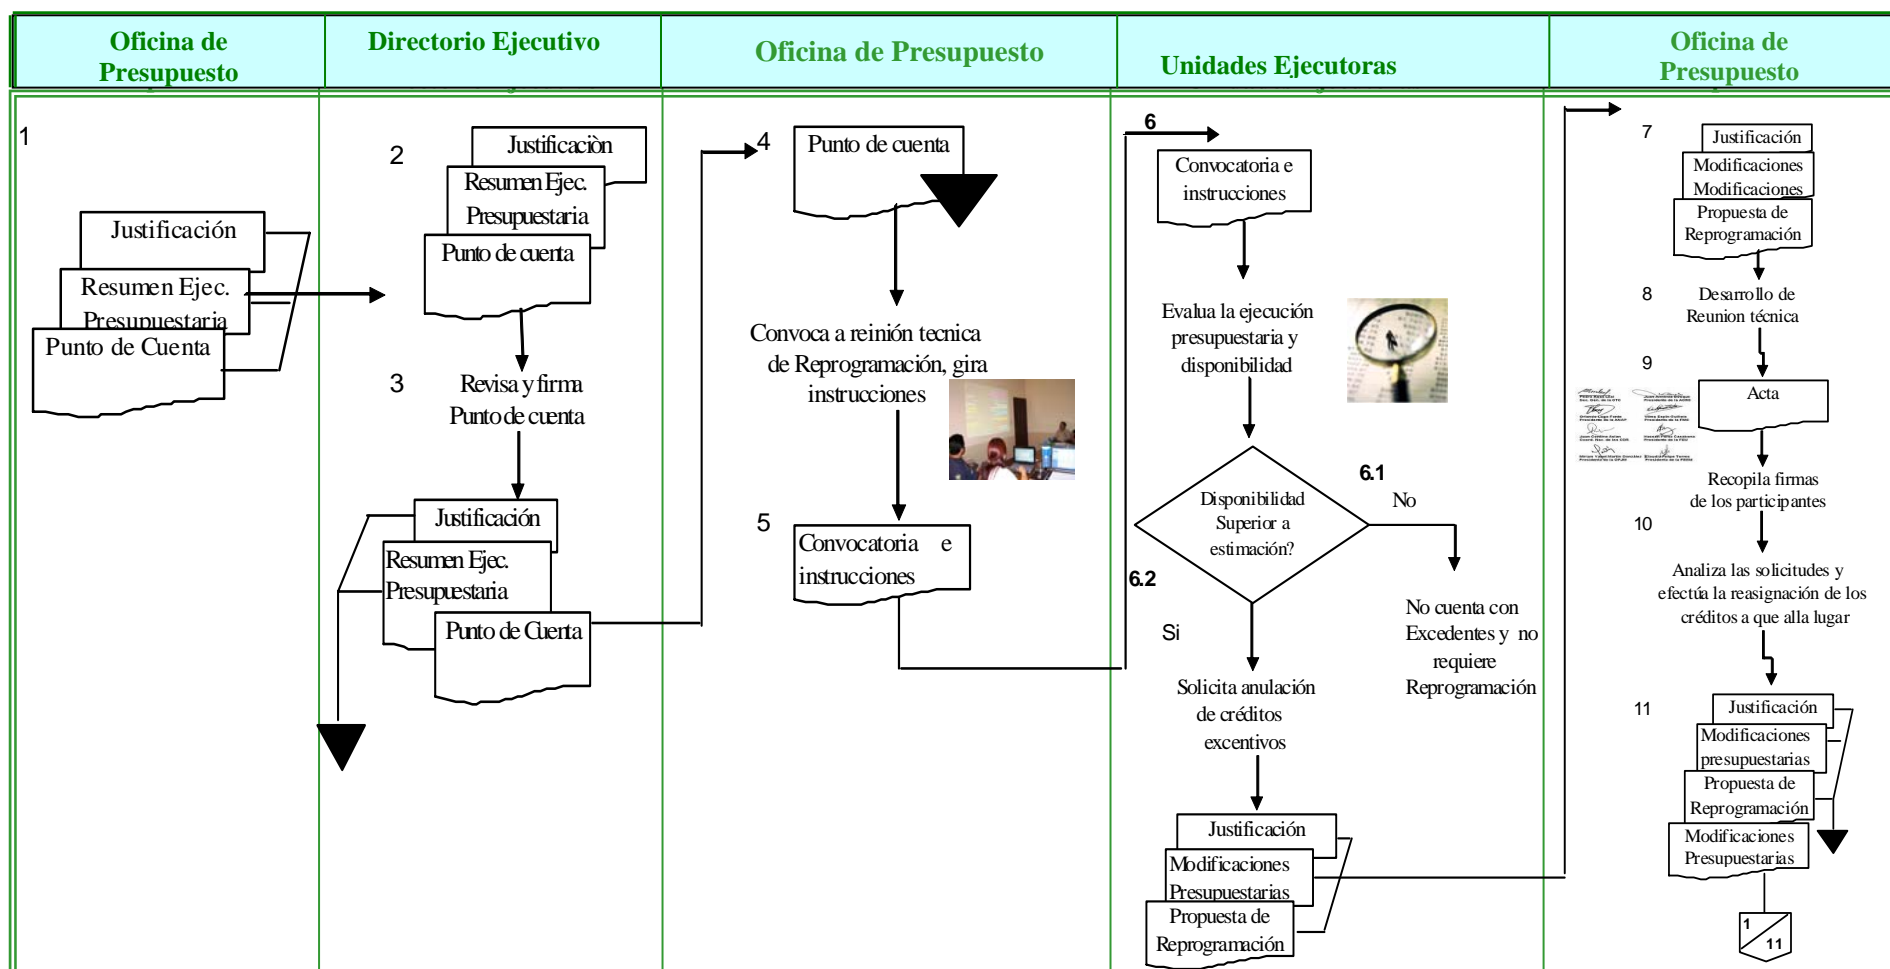 Oficina de
Presupuesto
Directorio Ejecutivo
Oficina de Presupuesto
Unidades Ejecutoras
Oficina de
Presupuesto
1
Justificación
Resumen Ejec.
Presupuestaria
Punto de Cuenta
2
Justificaciòn
Resumen Ejec.
Presupuestaria
Punto de cuenta
3
Revisa y firma
Punto de cuenta
Justificación
Resumen Ejec.
Presupuestaria
Punto de Cuenta
4
Punto de cuenta
Convoca a reinión tecnica
de Reprogramación, gira
instrucciones
5
Convocatoria e
instrucciones
6
Convocatoria e
instrucciones
Evalua la ejecución
presupuestaria y
disponibilidad
Disponibilidad
Superior a
estimación?
6.1
No
No cuenta con
Excedentes y no
requiere
Reprogramación
6.2
Si
Solicita anulación
de créditos
excentivos
Justificación
Modificaciones
Presupuestarias
Propuesta de
Reprogramación
7
Justificación
Modificaciones
Modificaciones
Propuesta de
Reprogramación
8
Desarrollo de
Reunion técnica
9
Acta
Recopila firmas
de los participantes
10
Analiza las solicitudes y
efectúa la reasignación de los
créditos a que alla lugar
11
Justificación
Modificaciones
presupuestarias
Propuesta de
Reprogramación
Modificaciones
Presupuestarias
1
11